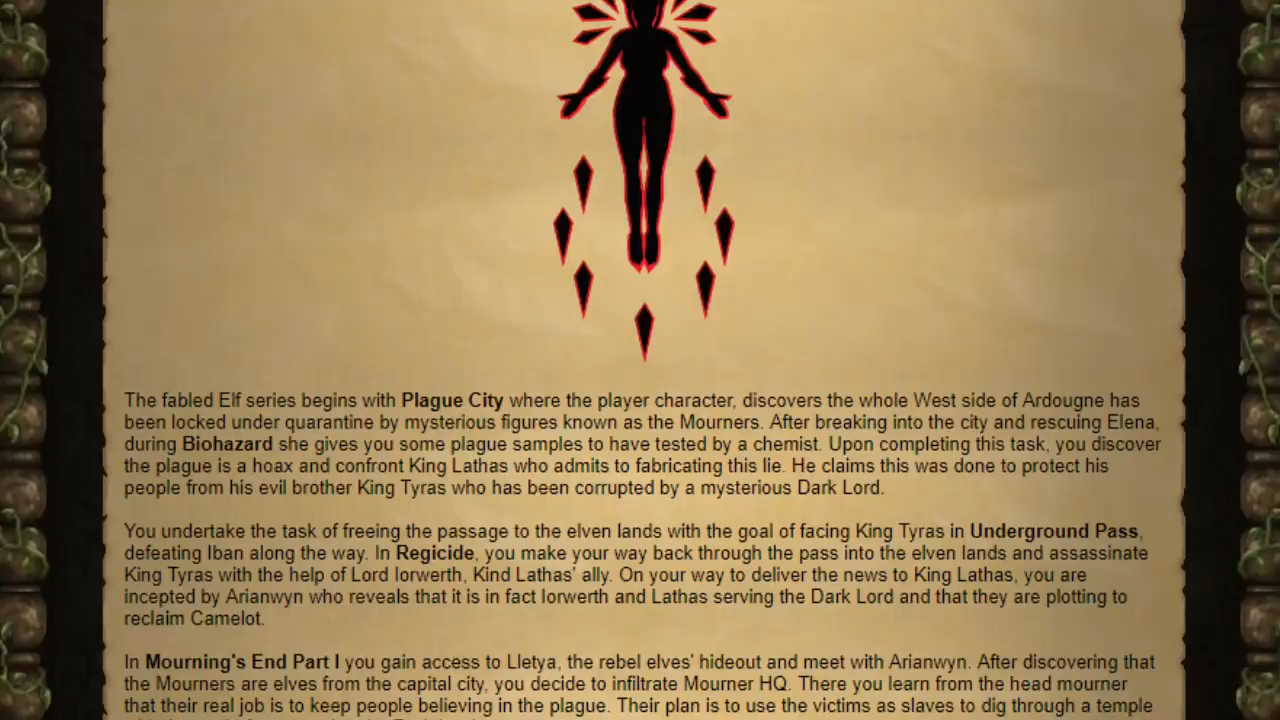 The fabled Elf series begins with Plague City where the player character, discovers the whole West side of Ardougne has
been locked under quarantine by mysterious figures known as the Mourners. After breaking into the city and rescuing Elena,
during Biohazard she gives you some plague samples to have tested by a chemist. Upon completing this task, you discover
the plague is a hoax and confront King Lathas who admits to fabricating this lie. He claims this was done to protect his
people from his evil brother King Tyras who has been corrupted by a mysterious Dark Lord.
You undertake the task of freeing the passage to the elven lands with the goal of facing King Tyras in Underground Pass,
defeating Iban along the way. In Regicide, you make your way back through the pass into the elven lands and assassinate
King Tyras with the help of Lord Iorwerth, Kind Lathas' ally. On your way to deliver the news to King Lathas, you are
incepted by Arianwyn who reveals that it is in fact Iorwerth and Lathas serving the Dark Lord and that they are plotting to
reclaim Camelot.
In Mourning's End Part I you gain access to Lletya, the rebel elves' hideout and meet with Arianwyn. After discovering that
the Mourners are elves from the capital city, you decide to infiltrate Mourner HQ. There you learn from the head mourner
that their real job is to keep people believing in the plague. Their plan is to use the victims as slaves to dig through a temple